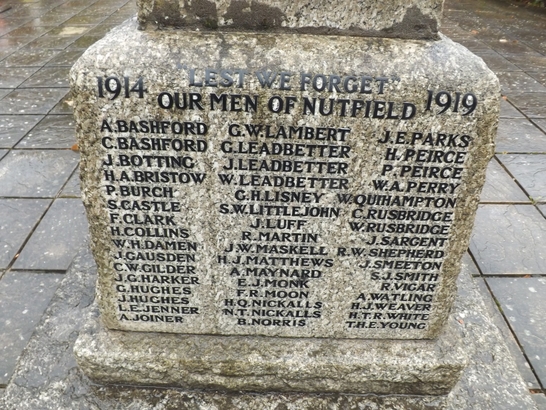 "LEST WE FORGET"
1914 OUR MEN OF NUTFIELD 1919
A. BASHFORD
C. BASHFORD
J. BOTTING
H. A. BRISTOW
P. BURCH
S. CASTLE
F. CLARK
H. COLLINS
W. H. DAMEN
J. GAUSDEN
C. W. GILDER
J. G. HARKER
G. HUGHES
J. HUGHES
L. E. JENNER
A. JOINER
G. W. LAMBERT
G. LEADBETTER
J. LEADBETTER
W. LEADBETTER
G. H. LISNEY
S. W. LITTLEJOHN
J. LUFF
R. MARTIN
J. W. MASKELL
H. J. MATTHEWS
A. MAYNARD
E. J. MONK
F. R. MOON
H. Q. NICKALLS
N. T. NICKALLS
B. NORRIS
J. E. PARKS
H. PEIRCE
P. PEIRCE
W. A. PERRY
W. QUIHAMPTON
C. RUSBRIDGE
W. RUSBRIDGE
J. SARGENT
R. W. SHEPHERD
J. SMEETON
S. J. SMITH
R. VIGAR
A. WATLING
H. J. WEAVER
H. T. R. WHITE
T. H. E. YOUNG